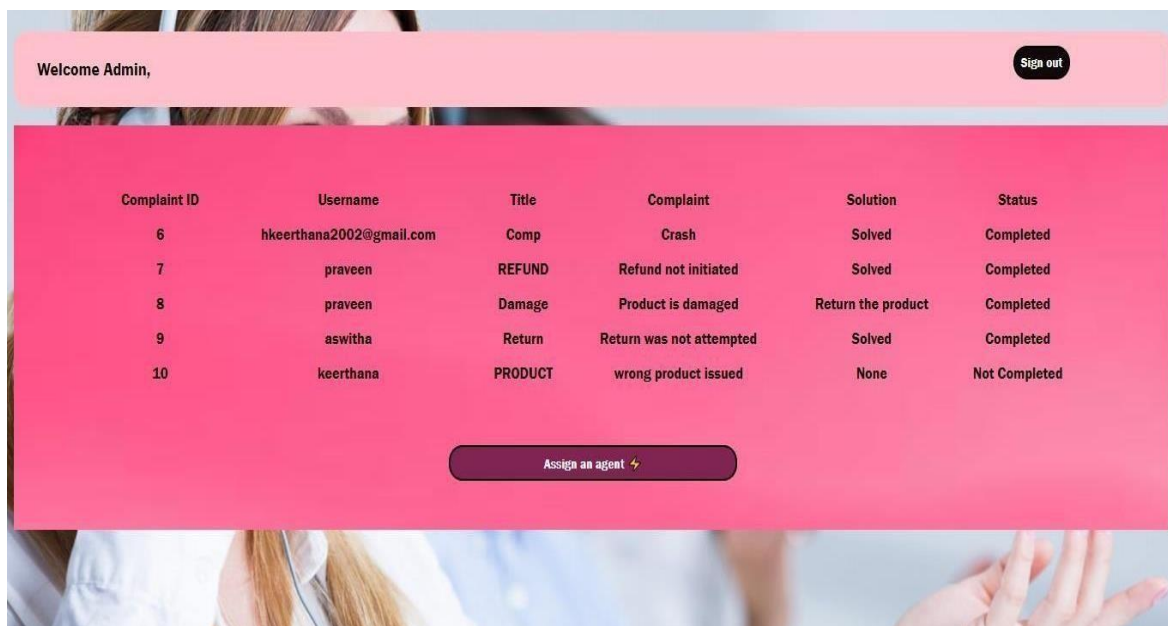 Welcome Admin,
Sign out
Complaint ID Username Title Complaint Solution Status
6 hkeerthana2002@gmail.com Comp Crash Solved Completed
7 praveen REFUND Refund not initiated Solved Completed
8 praveen Damage Product is damaged Return the product Completed
9 aswitha Return Return was not attempted Solved Completed
10 keerthana PRODUCT wrong product issued None Not Completed
Assign an agent ⚡